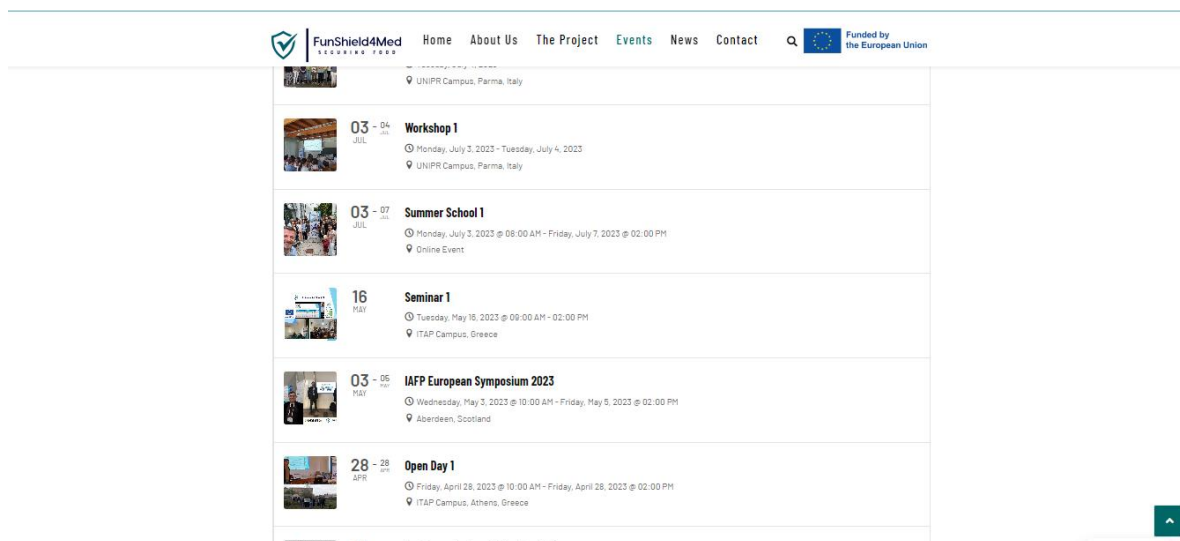 FunShield4Med
SECURING FOOD
Home About Us The Project Events News Contact
Funded by
the European Union
UNIPR Campus, Parma, Italy
03 - 04
JUL JUL
Workshop 1
Monday, July 3, 2023 - Tuesday, July 4, 2023
UNIPR Campus, Parma, Italy
03 - 07
JUL JUL
Summer School 1
Monday, July 3, 2023 @ 08:00 AM - Friday, July 7, 2023 @ 02:00 PM
Online Event
16
MAY
Seminar 1
Tuesday, May 16, 2023 @ 09:00 AM - 02:00 PM
ITAP Campus, Greece
03 - 05
MAY MAY
IAFP European Symposium 2023
Wednesday, May 3, 2023 @ 10:00 AM - Friday, May 5, 2023 @ 02:00 PM
Aberdeen, Scotland
28 - 28
APR APR
Open Day 1
Friday, April 28, 2023 @ 10:00 AM - Friday, April 28, 2023 @ 02:00 PM
ITAP Campus, Athens, Greece